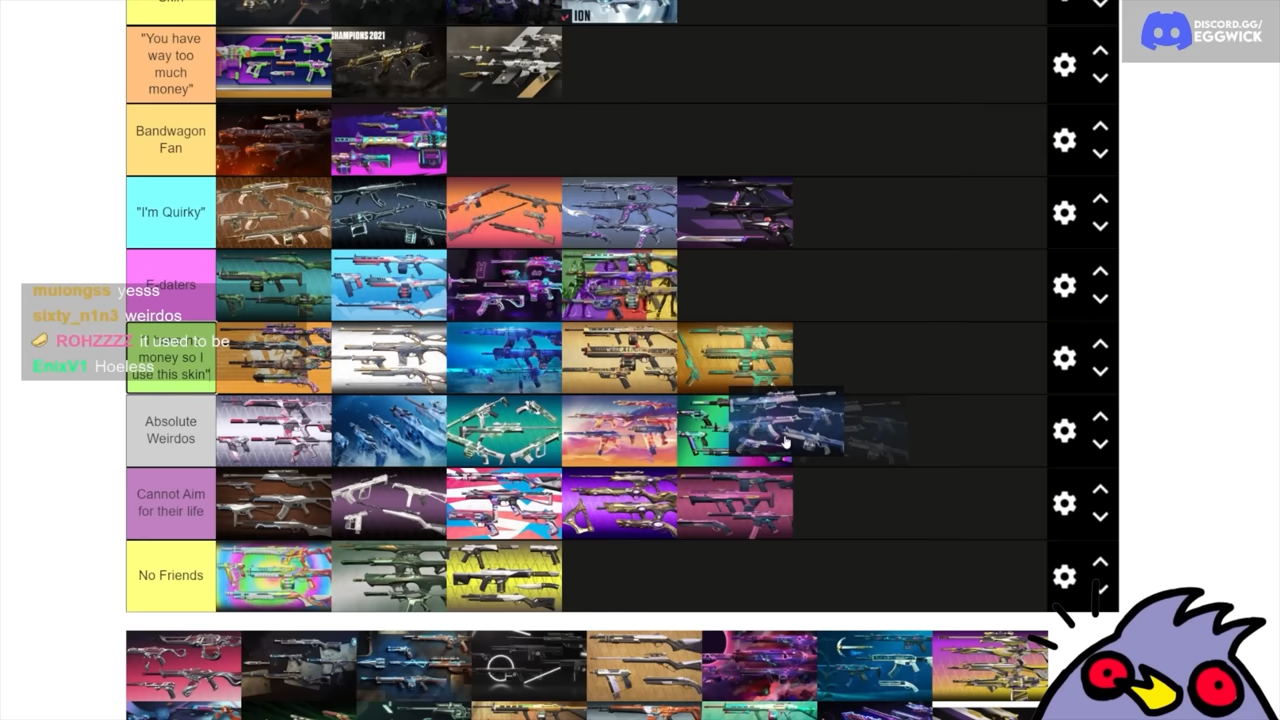 Skin"
ION
DISCORD.GG/
EGGWICK
"You have
way too
much
money"
CHAMPIONS 2021
Bandwagon
Fan
"I'm Quirky"
E-daters
mulongss yesss
sixty_n1n3 weirdos
ROHZZZZ it used to be
EnixV1 Hoeless
money so I
use this skin"
Absolute
Weirdos
Cannot Aim
for their life
No Friends